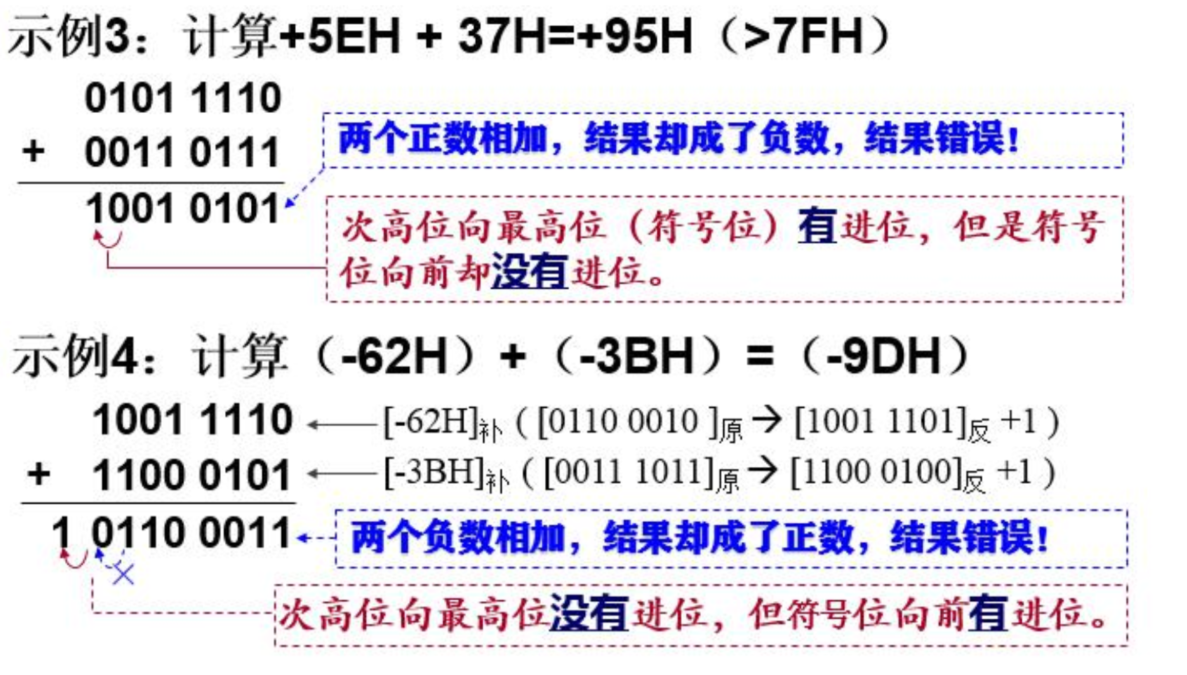 示例3：计算+5EH + 37H=+95H（>7FH）
0101 1110
+ 0011 0111
1001 0101
两个正数相加，结果却成了负数，结果错误！
次高位向最高位（符号位）有进位，但是符号
位向前却没有进位。
示例4：计算（-62H）+（-3BH）=（-9DH）
1001 1110 ← [-62H]补 ( [0110 0010 ]原 → [1001 1101]反 +1 )
+ 1100 0101 ← [-3BH]补 ( [0011 1011]原 → [1100 0100]反 +1 )
1 0110 0011
两个负数相加，结果却成了正数，结果错误！
次高位向最高位没有进位，但符号位向前有进位。